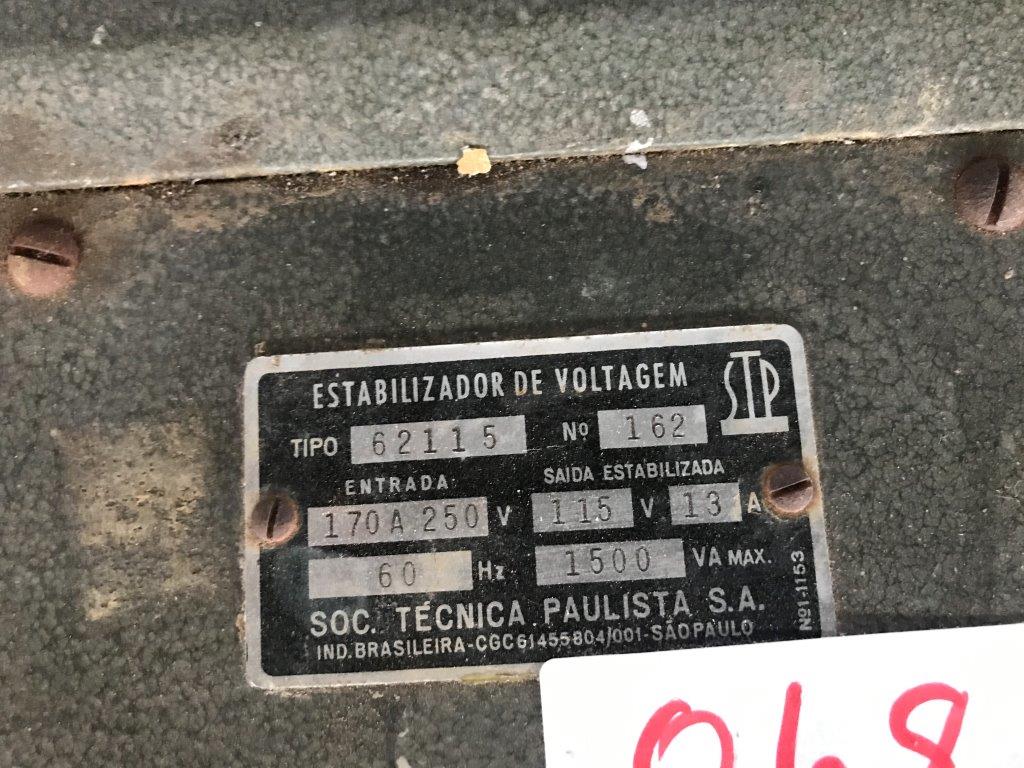 ESTABILIZADOR DE VOLTAGEM
STP
TIPO 62115 Nº 162
ENTRADA SAIDA ESTABILIZADA
170 A 250 V 115 V 13 A
60 Hz 1500 VA MAX.
SOC. TÉCNICA PAULISTA S.A.
IND. BRASILEIRA-CGC 61455804/001-SÃO PAULO
Nº1-1153
068